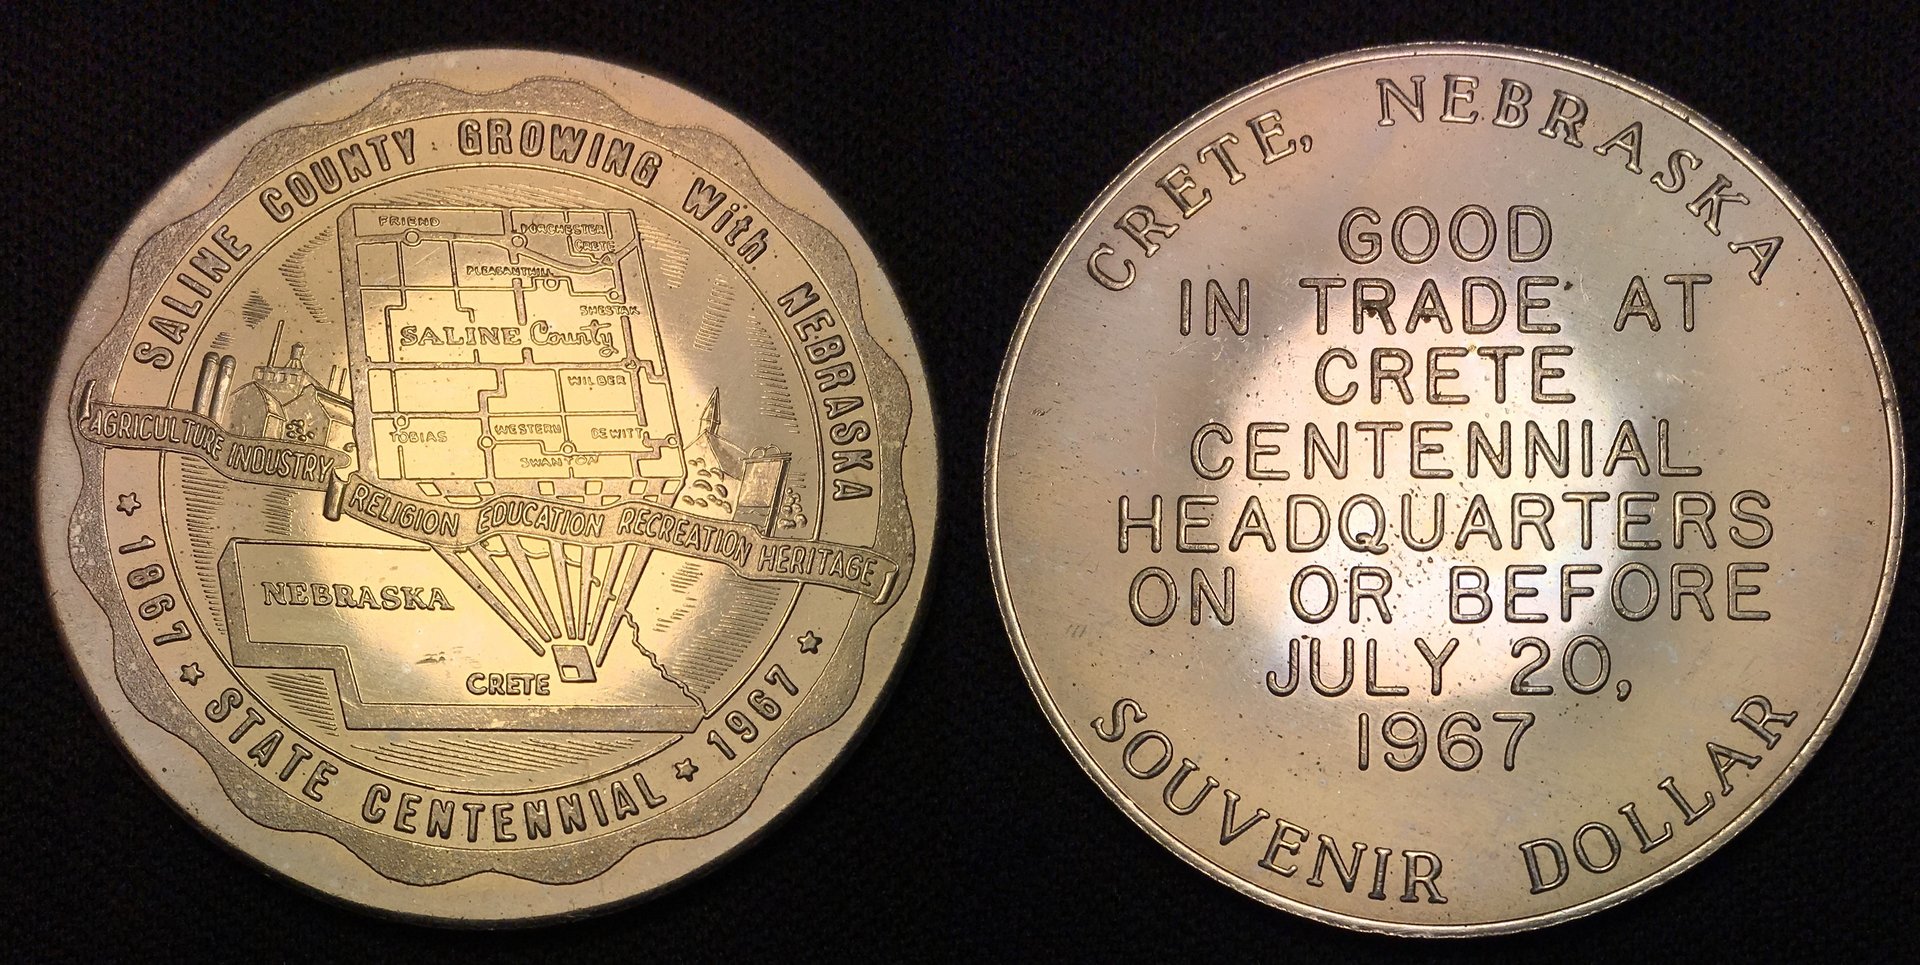 SALINE COUNTY GROWING With NEBRASKA
FRIEND
DORCHESTER
CRETE
PLEASANTHILL
SHESTAK
SALINE County
WILBER
TOBIAS
WESTERN
DEWITT
SWANTON
AGRICULTURE INDUSTRY
RELIGION EDUCATION RECREATION HERITAGE
NEBRASKA
CRETE
★ 1867 ★ STATE CENTENNIAL ★ 1967 ★
CRETE, NEBRASKA
GOOD
IN TRADE AT
CRETE
CENTENNIAL
HEADQUARTERS
ON OR BEFORE
JULY 20,
1967
SOUVENIR DOLLAR